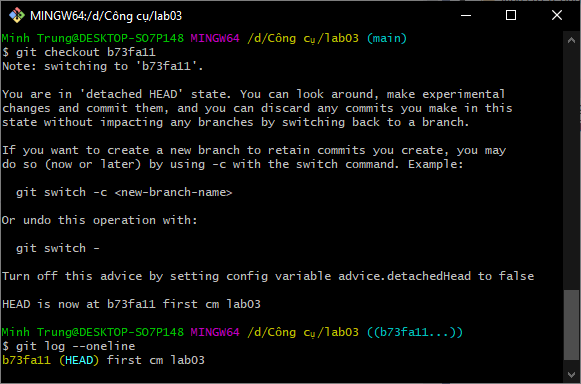 MINGW64:/d/Công cụ/lab03
Minh Trung@DESKTOP-SO7P148 MINGW64 /d/Công cụ/lab03 (main)
$ git checkout b73fa11
Note: switching to 'b73fa11'.
You are in 'detached HEAD' state. You can look around, make experimental
changes and commit them, and you can discard any commits you make in this
state without impacting any branches by switching back to a branch.
If you want to create a new branch to retain commits you create, you may
do so (now or later) by using -c with the switch command. Example:
git switch -c <new-branch-name>
Or undo this operation with:
git switch -
Turn off this advice by setting config variable advice.detachedHead to false
HEAD is now at b73fa11 first cm lab03
Minh Trung@DESKTOP-SO7P148 MINGW64 /d/Công cụ/lab03 ((b73fa11...))
$ git log --oneline
b73fa11 (HEAD) first cm lab03